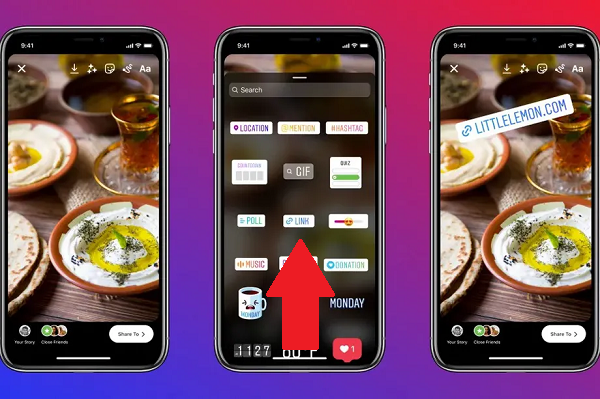 9:41
Aa
Your Story
Close Friends
Share To
9:41
Search
LOCATION
@MENTION
#HASHTAG
COUNTDOWN
GIF
QUIZ
POLL
LINK
MUSIC
DONATION
MONDAY
MONDAY
1127
1
9:41
Aa
LITTLELEMON.COM
Your Story
Close Friends
Share To